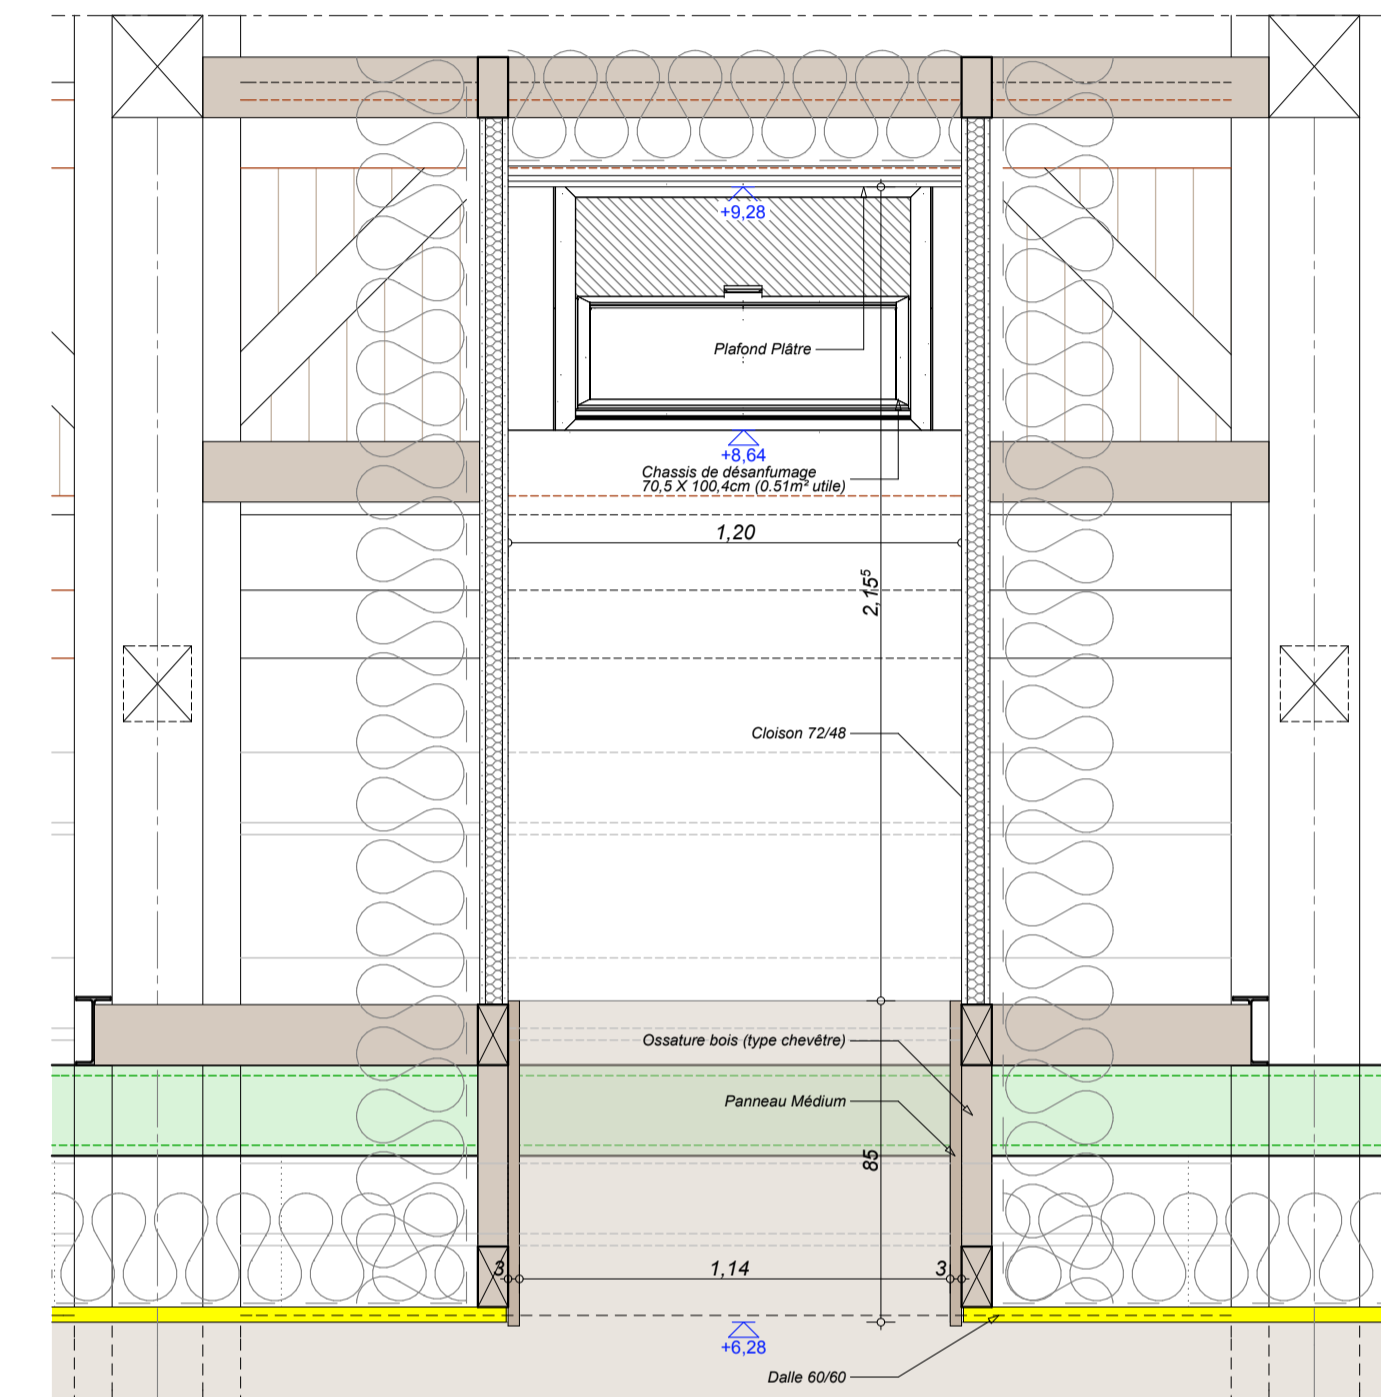 +9,28
Plafond Plâtre
+8,64
Chassis de désanfumage
70,5 X 100,4cm (0.51m² utile)
1,20
2,15⁵
Cloison 72/48
Ossature bois (type chevêtre)
Panneau Médium
85
3
1,14
3
+6,28
Dalle 60/60